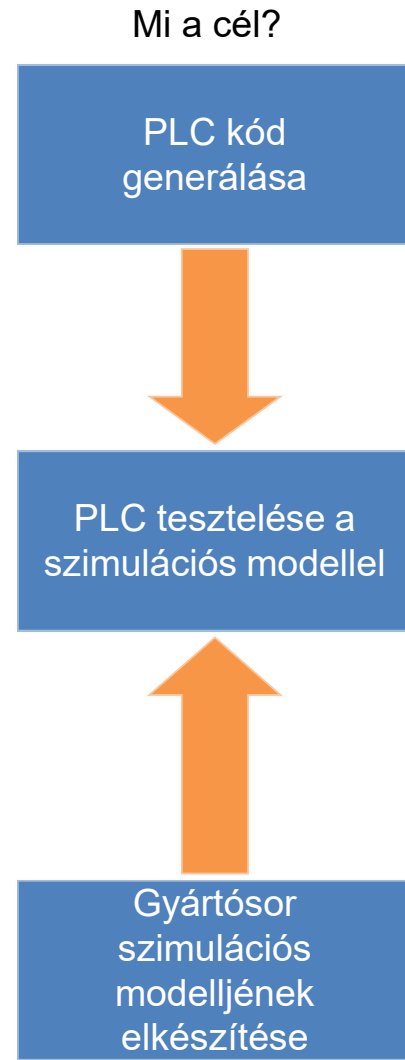 Mi a cél?
PLC kód
generálása
PLC tesztelése a
szimulációs modellel
Gyártósor
szimulációs
modelljének
elkészítése